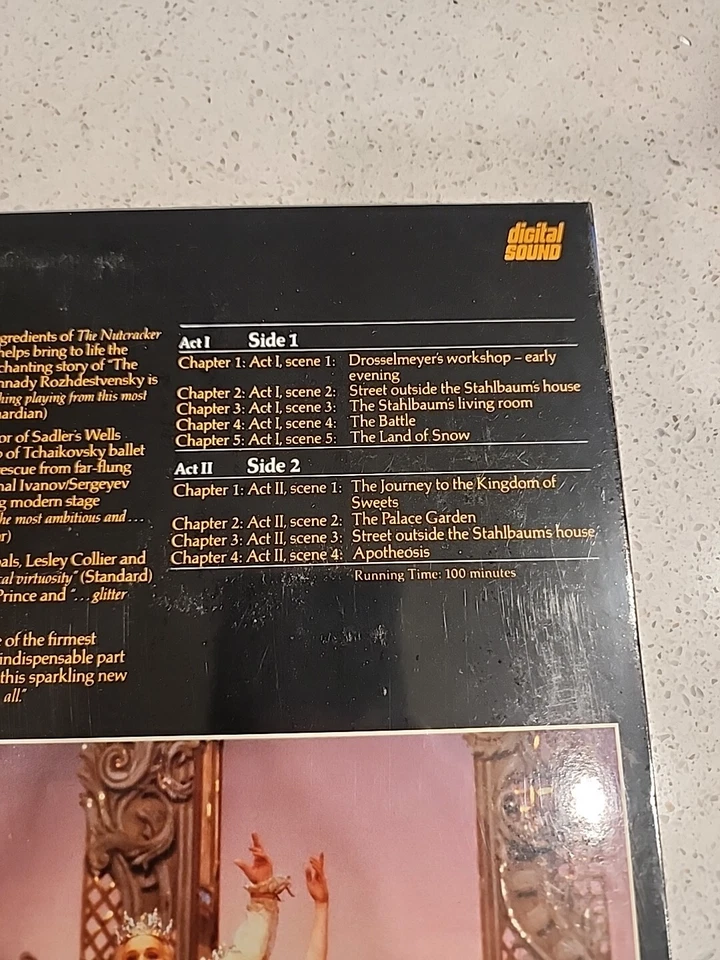 digital
SOUND
gredients of The Nutcracker
helps bring to life the
chanting story of "The
nnady Rozhdestvensky is
king playing from this most
ardian)
or of Sadler's Wells
o of Tchaikovsky ballet
rescue from far-flung
nal Ivanov/Sergeyev
g modern stage
he most ambitious and...
r)
pals, Lesley Collier and
cal virtuosity" (Standard)
Prince and "...glitter
e of the firmest
indispensable part
this sparkling new
all."
Act I Side 1
Chapter 1: Act I, scene 1: Drosselmeyer's workshop – early
evening
Chapter 2: Act I, scene 2: Street outside the Stahlbaum's house
Chapter 3: Act I, scene 3: The Stahlbaum's living room
Chapter 4: Act I, scene 4: The Battle
Chapter 5: Act I, scene 5: The Land of Snow
Act II Side 2
Chapter 1: Act II, scene 1: The Journey to the Kingdom of
Sweets
Chapter 2: Act II, scene 2: The Palace Garden
Chapter 3: Act II, scene 3: Street outside the Stahlbaum's house
Chapter 4: Act II, scene 4: Apotheosis
Running Time: 100 minutes